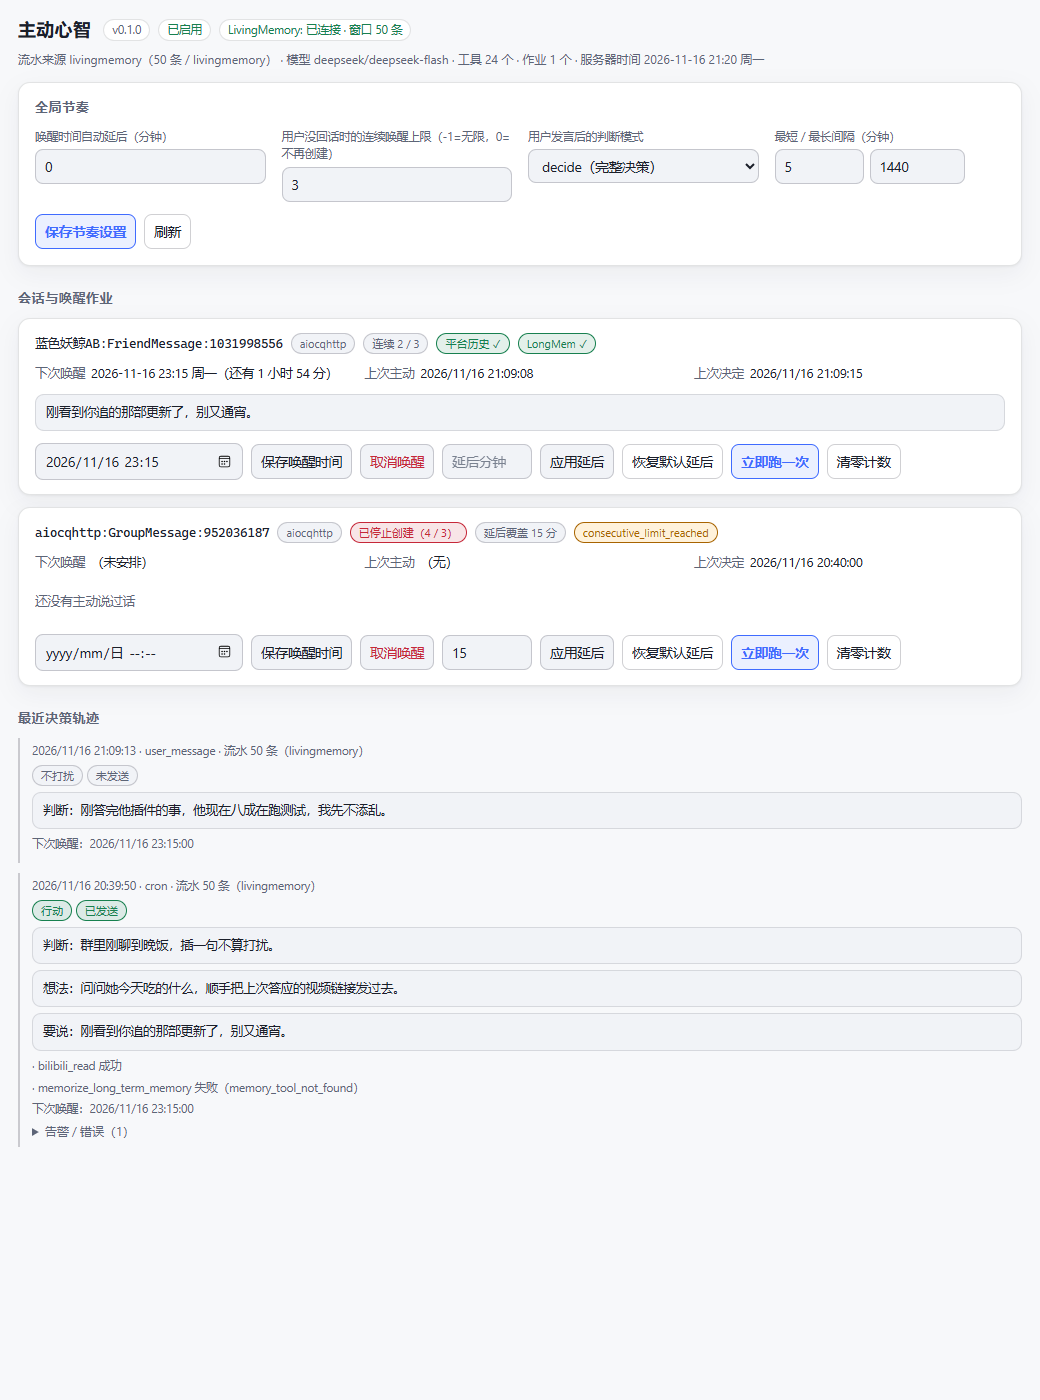 主动心智 v0.1.0 已启用 LivingMemory: 已连接 · 窗口 50 条
流水来源 livingmemory（50 条 / livingmemory） · 模型 deepseek/deepseek-flash · 工具 24 个 · 作业 1 个 · 服务器时间 2026-11-16 21:20 周一
全局节奏
唤醒时间自动延后（分钟）
0
用户没回话时的连续唤醒上限（-1=无限，0=
不再创建）
3
用户发言后的判断模式
decide（完整决策）
最短 / 最长间隔（分钟）
5 1440
保存节奏设置 刷新
会话与唤醒作业
蓝色妖鲸AB:FriendMessage:1031998556 aiocqhttp 连续 2 / 3 平台历史 ✓ LongMem ✓
下次唤醒 2026-11-16 23:15 周一（还有 1 小时 54 分） 上次主动 2026/11/16 21:09:08 上次决定 2026/11/16 21:09:15
刚看到你追的那部更新了，别又通宵。
2026/11/16 23:15 保存唤醒时间 取消唤醒 延后分钟 应用延后 恢复默认延后 立即跑一次 清零计数
aiocqhttp:GroupMessage:952036187 aiocqhttp 已停止创建（4 / 3） 延后覆盖 15 分 consecutive_limit_reached
下次唤醒 （未安排） 上次主动 （无） 上次决定 2026/11/16 20:40:00
还没有主动说过话
yyyy/mm/日 --:-- 保存唤醒时间 取消唤醒 15 应用延后 恢复默认延后 立即跑一次 清零计数
最近决策轨迹
2026/11/16 21:09:13 · user_message · 流水 50 条（livingmemory）
不打扰 未发送
判断：刚答完他插件的事，他现在八成在跑测试，我先不添乱。
下次唤醒：2026/11/16 23:15:00
2026/11/16 20:39:50 · cron · 流水 50 条（livingmemory）
行动 已发送
判断：群里刚聊到晚饭，插一句不算打扰。
想法：问问她今天吃的什么，顺手把上次答应的视频链接发过去。
要说：刚看到你追的那部更新了，别又通宵。
· bilibili_read 成功
· memorize_long_term_memory 失败（memory_tool_not_found）
下次唤醒：2026/11/16 23:15:00
▶ 告警 / 错误（1）